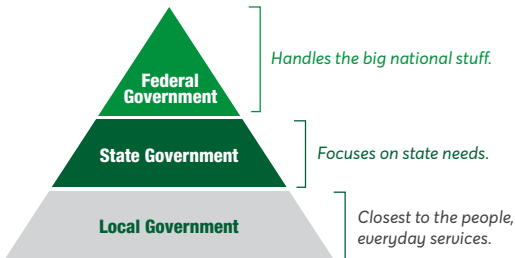 Federal
Government
Handles the big national stuff.
State Government
Focuses on state needs.
Local Government
Closest to the people,
everyday services.